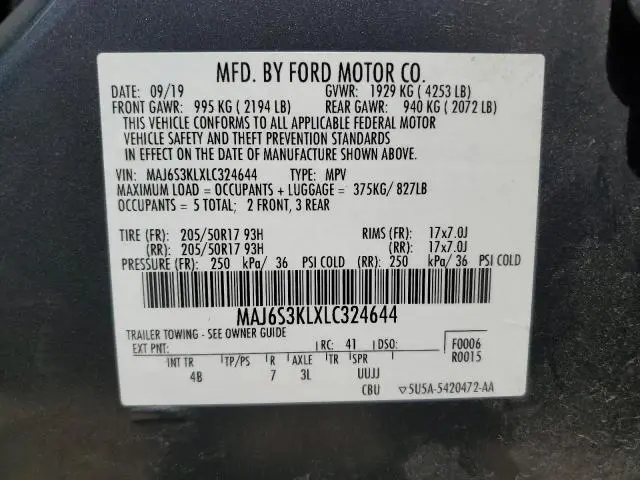 MFD. BY FORD MOTOR CO.
DATE: 09/19 GVWR: 1929 KG ( 4253 LB)
FRONT GAWR: 995 KG ( 2194 LB) REAR GAWR: 940 KG ( 2072 LB)
THIS VEHICLE CONFORMS TO ALL APPLICABLE FEDERAL MOTOR
VEHICLE SAFETY AND THEFT PREVENTION STANDARDS
IN EFFECT ON THE DATE OF MANUFACTURE SHOWN ABOVE.
VIN: MAJ6S3KLXLC324644 TYPE: MPV
MAXIMUM LOAD = OCCUPANTS + LUGGAGE = 375KG/ 827LB
OCCUPANTS = 5 TOTAL; 2 FRONT, 3 REAR
TIRE (FR): 205/50R17 93H RIMS (FR): 17x7.0J
(RR): 205/50R17 93H (RR): 17x7.0J
PRESSURE (FR): 250 kPa/ 36 PSI COLD (RR): 250 kPa/ 36 PSI COLD
MAJ6S3KLXLC324644
TRAILER TOWING - SEE OWNER GUIDE
EXT PNT: RC: 41 DSO: F0006
R0015
INT TR TP/PS R AXLE TR SPR
4B 7 3L UUJJ
CBU ▽5U5A-5420472-AA